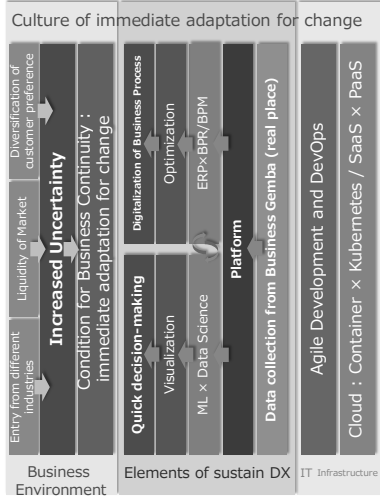 Culture of immediate adaptation for change
Entry from different
industries
Liquidity of Market
Diversification of
customer preference
Increased Uncertainty
Condition for Business Continuity :
immediate adaptation for change
Business
Environment
Quick decision-making
Digitalization of Business Process
Visualization
Optimization
ML × Data Science
ERP×BPR/BPM
Platform
Data collection from Business Gemba (real place)
Elements of sustain DX
Agile Development and DevOps
Cloud : Container × Kubernetes / SaaS × PaaS
IT Infrastructure